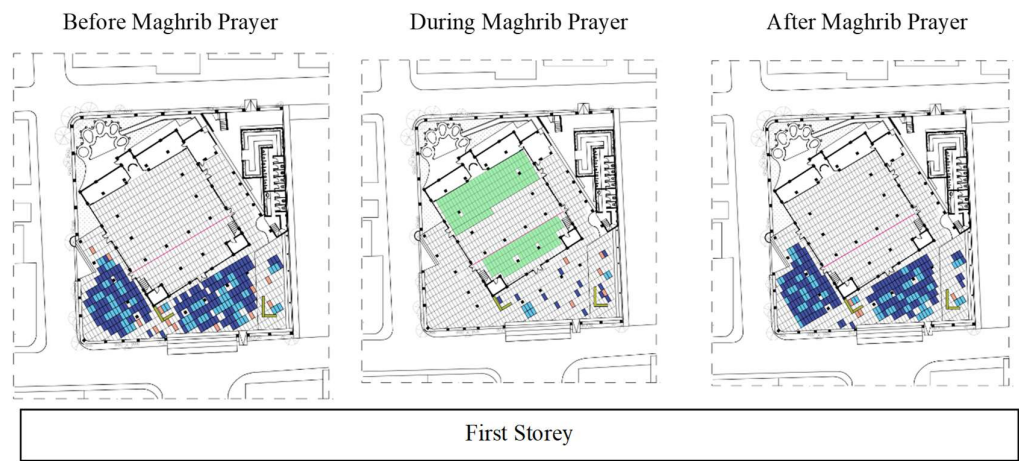 Before Maghrib Prayer
During Maghrib Prayer
After Maghrib Prayer
First Storey